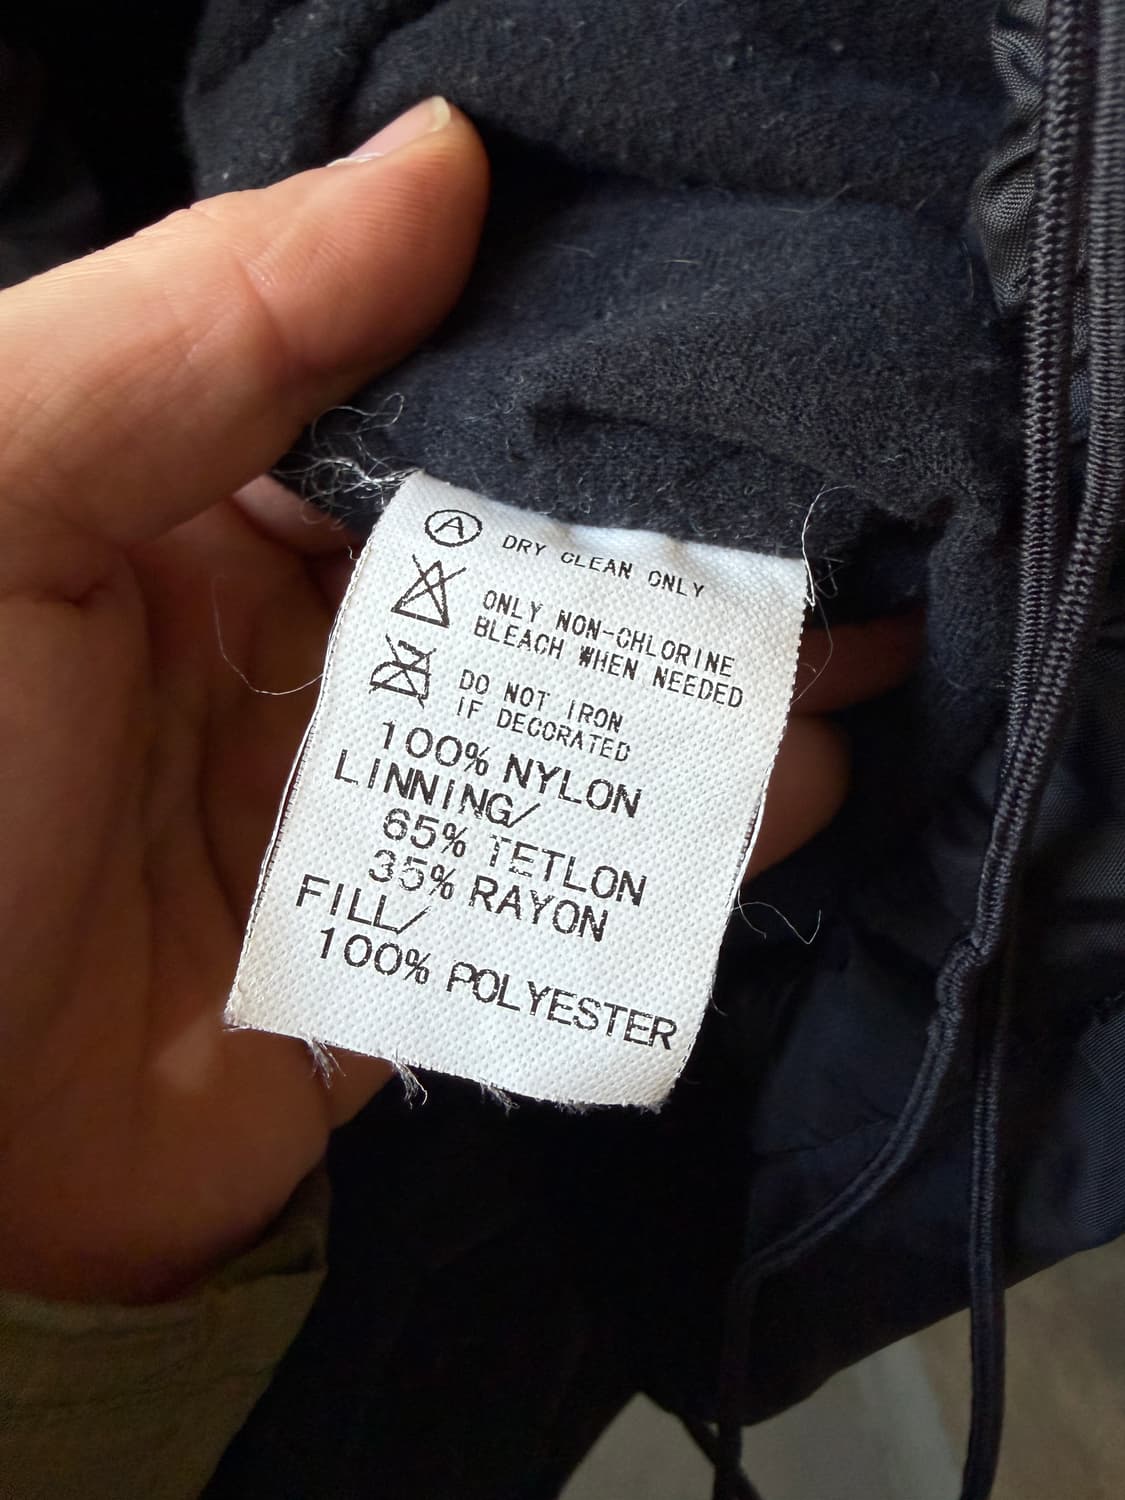 A DRY CLEAN ONLY
ONLY NON-CHLORINE
BLEACH WHEN NEEDED
DO NOT IRON
IF DECORATED
100% NYLON
LINNING/
65% TETLON
35% RAYON
FILL/
100% POLYESTER